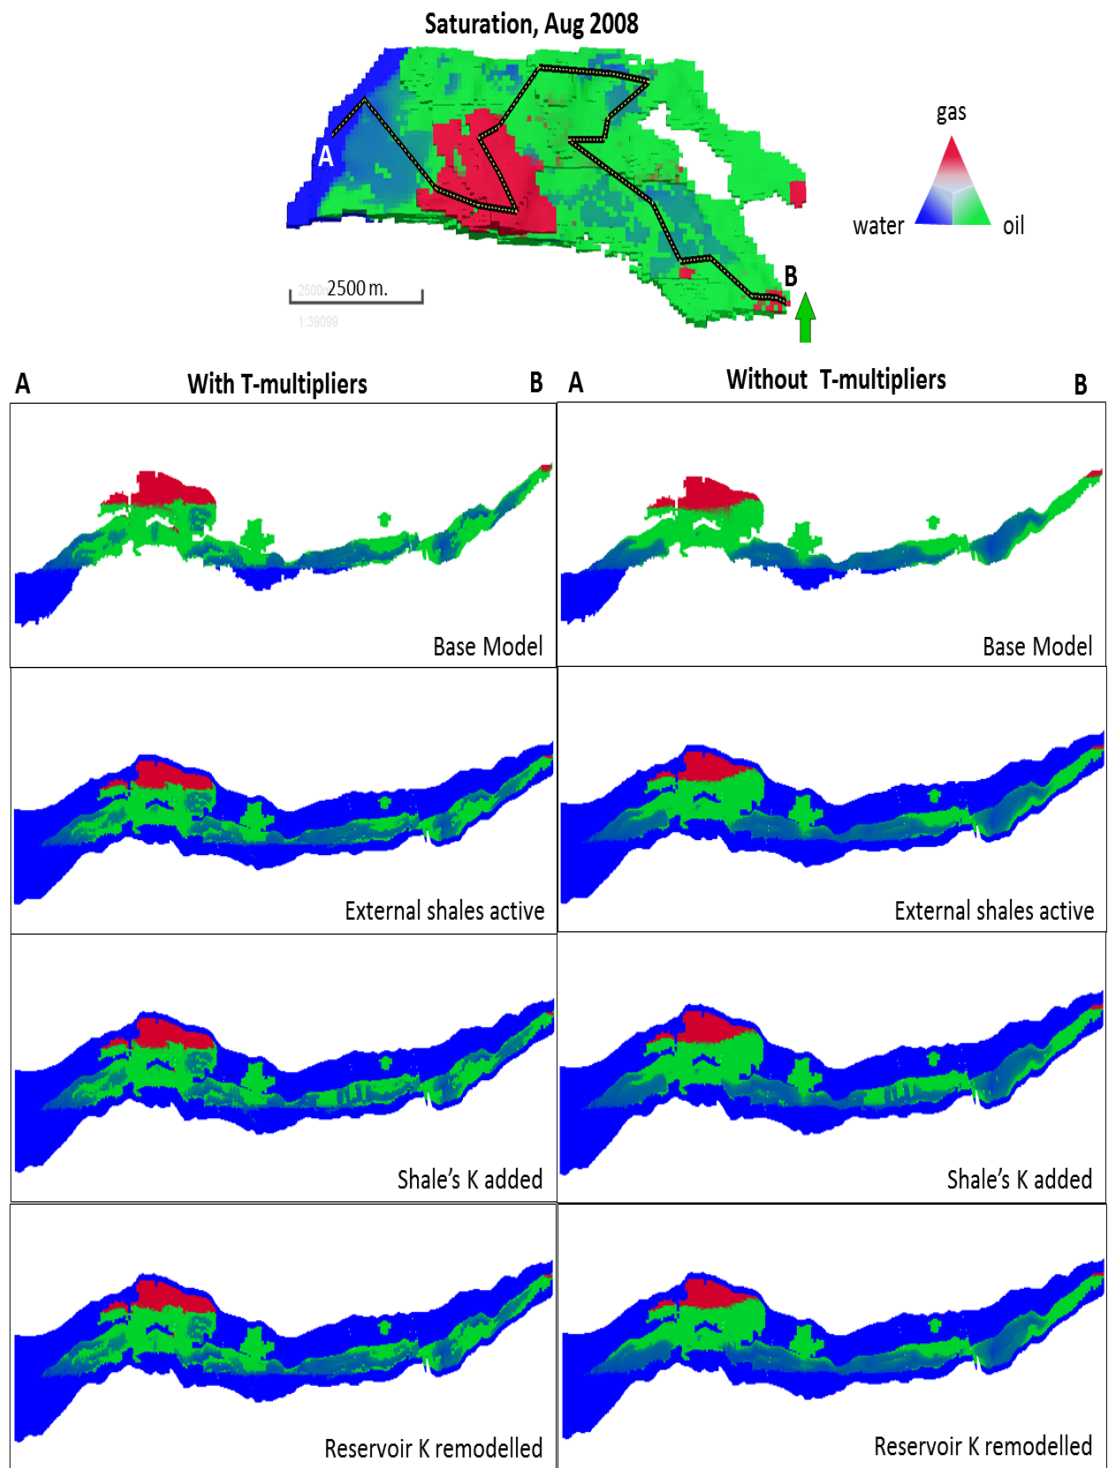 Saturation, Aug 2008
gas
A
water
oil
B
2500m
2500 m.
1:39099
A
With T-multipliers
B
A
Without T-multipliers
B
Base Model
Base Model
External shales active
External shales active
Shale's K added
Shale's K added
Reservoir K remodelled
Reservoir K remodelled